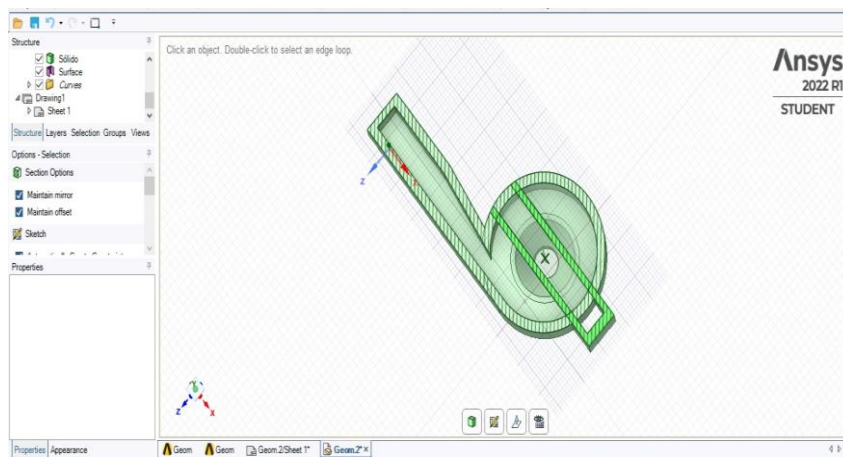 Structure
Sólido
Surface
Curves
Drawing1
Sheet 1
Structure Layers Selection Groups Views
Options - Selection
Section Options
Maintain mirror
Maintain offset
Sketch
Properties
Properties Appearance
Click an object. Double-click to select an edge loop.
Ansys
2022 R1
STUDENT
Z
X
Z
Y
X
Geom Geom Geom.2/Sheet 1* Geom.2*